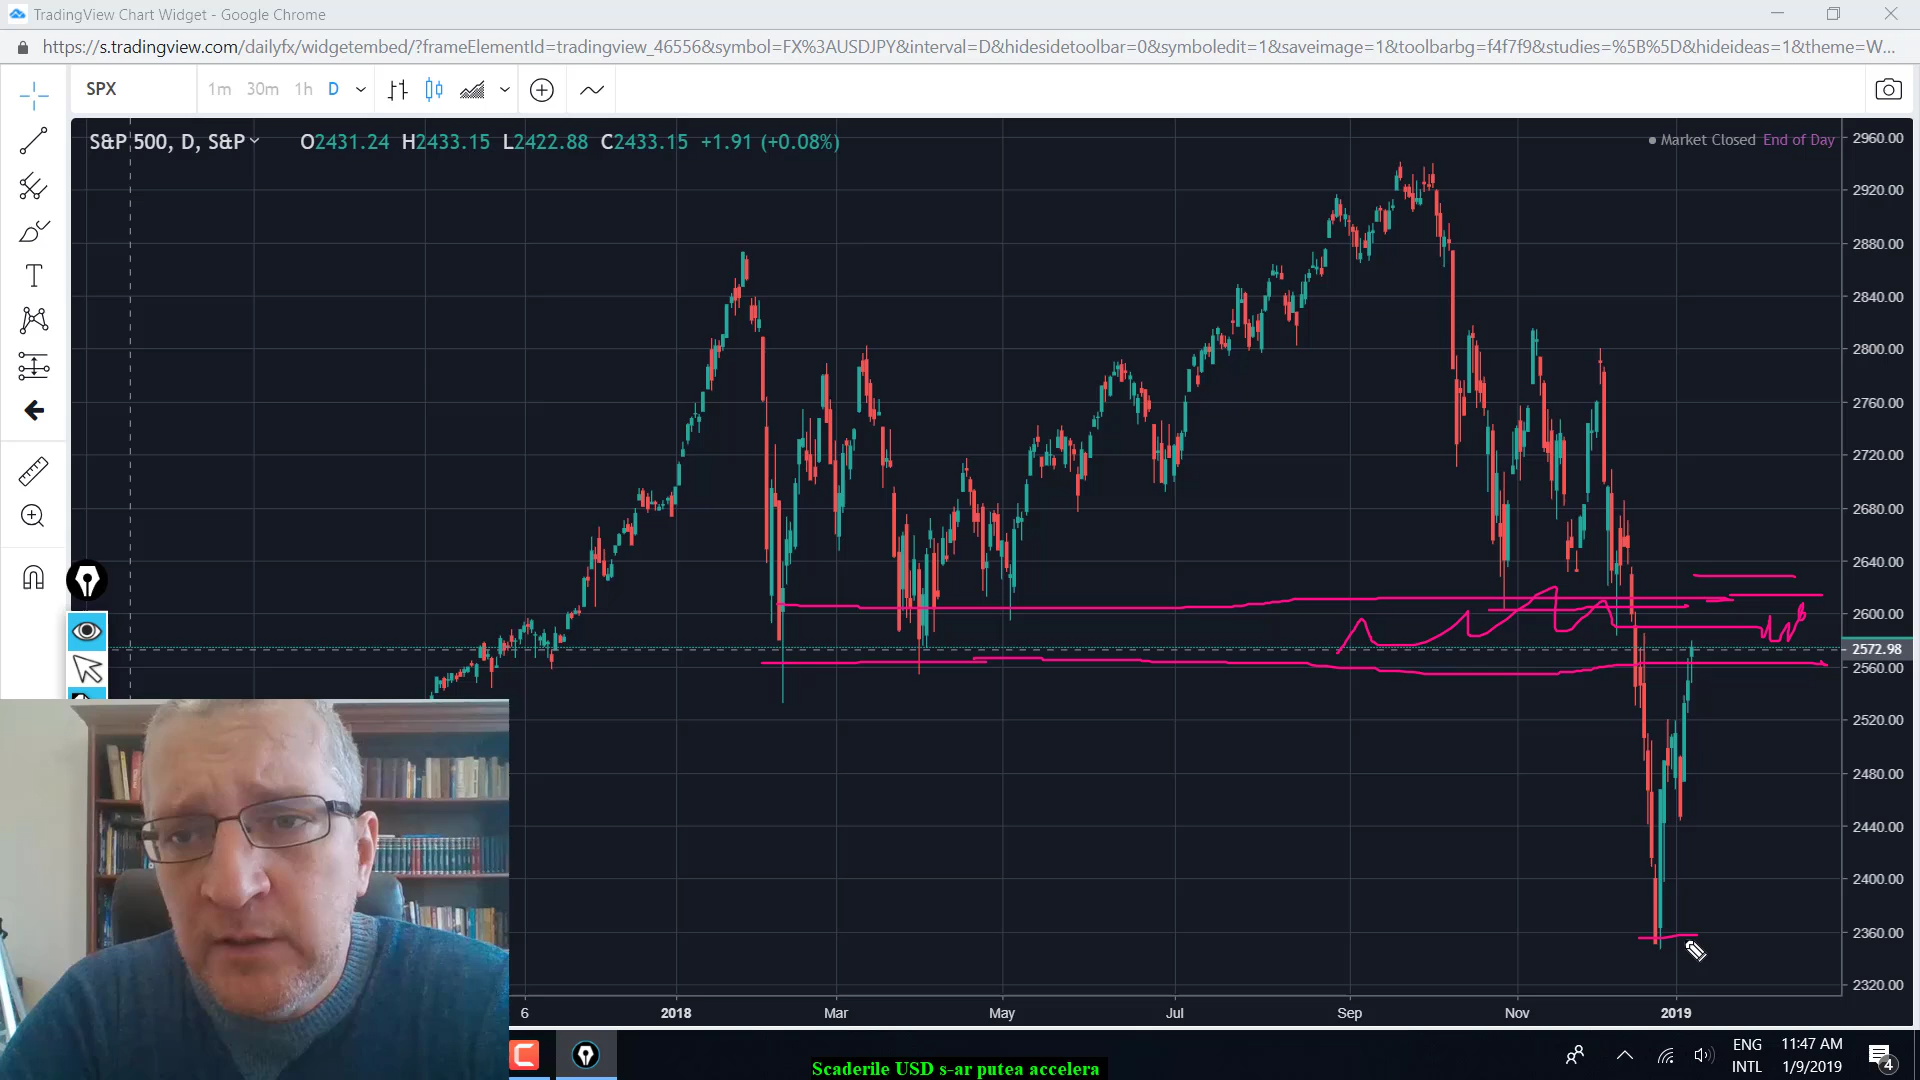 TradingView Chart Widget - Google Chrome
https://s.tradingview.com/dailyfx/widgetembed/?frameElementId=tradingview_46556&symbol=FX%3AUSDJPY&interval=D&hidesidetoolbar=0&symboledit=1&saveimage=1&toolbarbg=f4f7f9&studies=%5B%5D&hideideas=1&theme=W...
SPX 1m 30m 1h D
S&P 500, D, S&P O2431.24 H2433.15 L2422.88 C2433.15 +1.91 (+0.08%)
Market Closed End of Day
2960.00
2920.00
2880.00
2840.00
2800.00
2760.00
2720.00
2680.00
2640.00
2600.00
2572.98
2560.00
2520.00
2480.00
2440.00
2400.00
2360.00
2320.00
6 2018 Mar May Jul Sep Nov 2019
Scaderile USD s-ar putea accelera
ENG 11:47 AM
INTL 1/9/2019
4